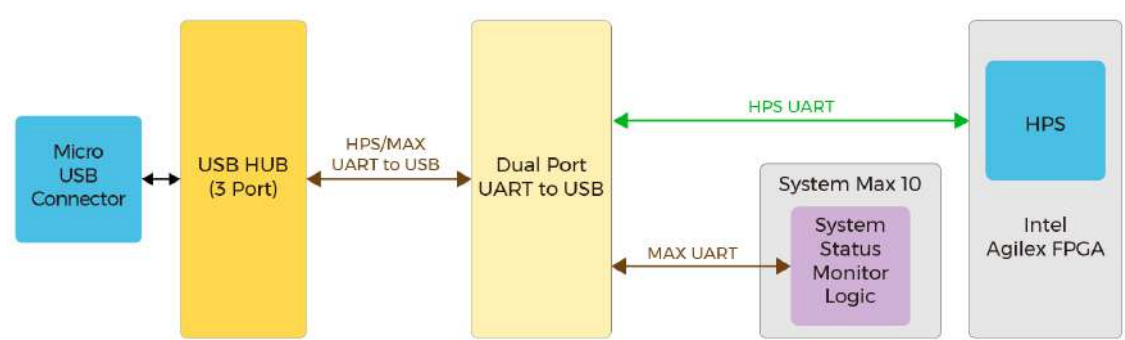 Micro
USB
Connector
USB HUB
(3 Port)
HPS/MAX
UART to USB
Dual Port
UART to USB
HPS UART
MAX UART
System Max 10
System
Status
Monitor
Logic
HPS
Intel
Agilex FPGA